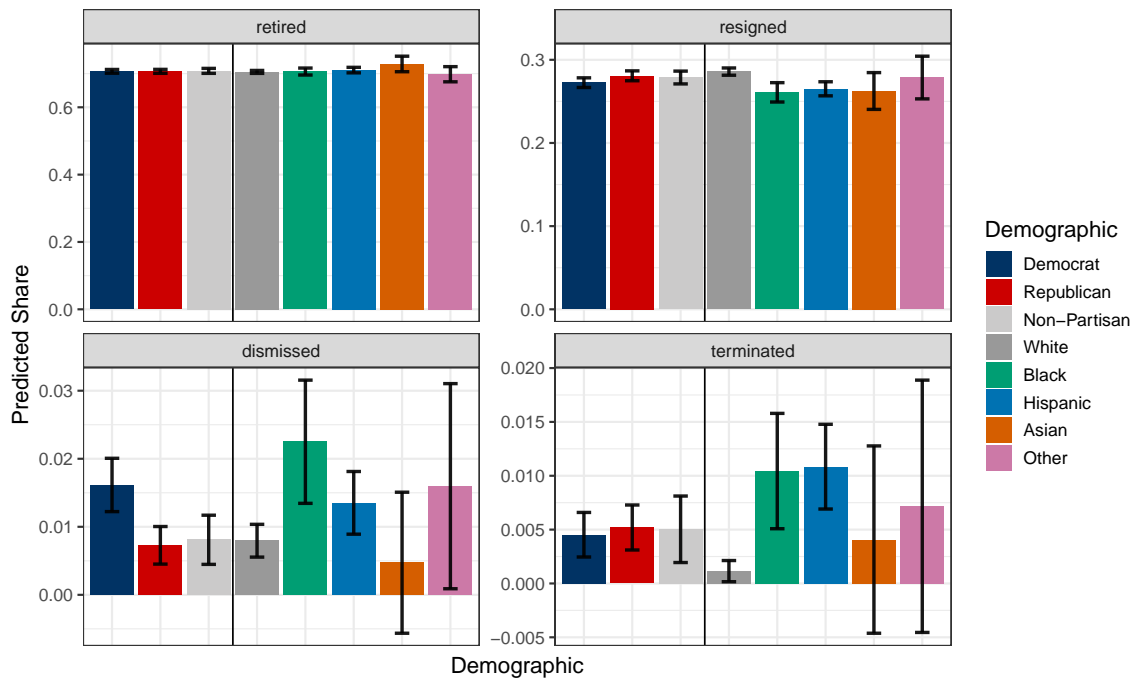 retired
resigned
0.6
0.4
0.2
0.0
0.3
0.2
0.1
0.0
dismissed
terminated
0.03
0.02
0.01
0.00
0.020
0.015
0.010
0.005
0.000
−0.005
Predicted Share
Demographic
Demographic
Democrat
Republican
Non−Partisan
White
Black
Hispanic
Asian
Other